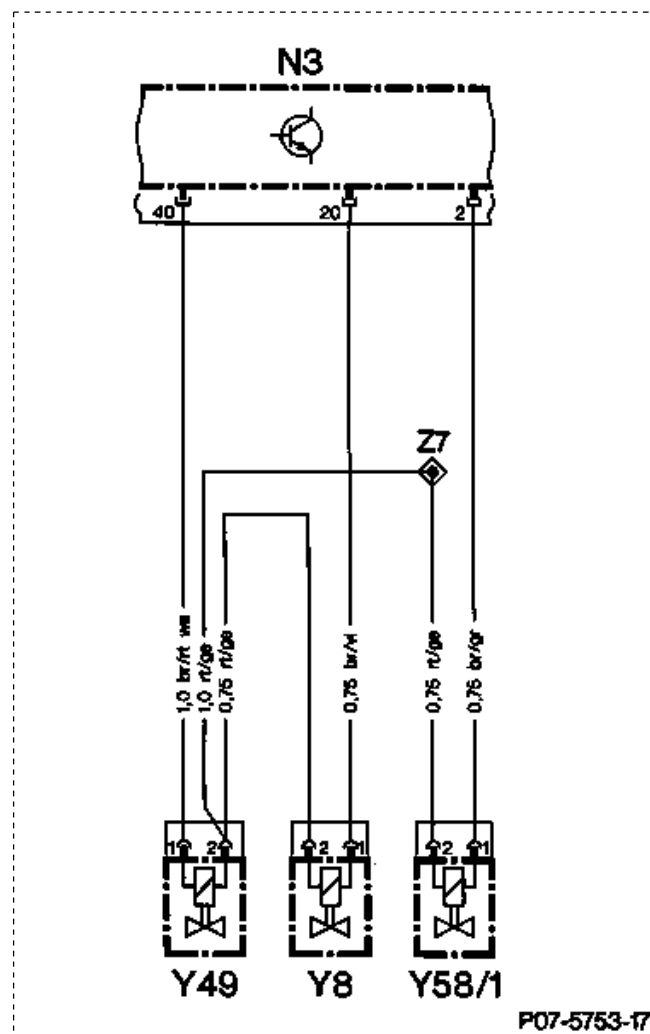 N3
40 20 2
Z7
1,0 br/rt ws
1,0 rt/ge
0,75 rt/ge
0,75 br/vi
0,75 rt/ge
0,75 br/gr
1 2 2 1 2 1
Y49 Y8 Y58/1
P07-5753-17